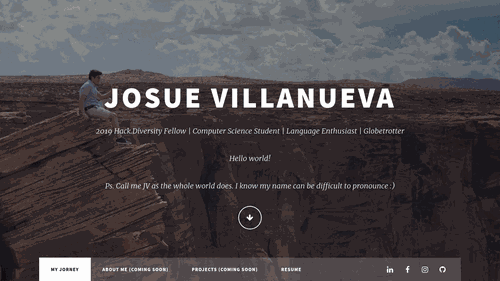 JOSUE VILLANUEVA
2019 Hack.Diversity Fellow | Computer Science Student | Language Enthusiast | Globetrotter
Hello world!
Ps. Call me JV as the whole world does. I know my name can be difficult to pronounce :)
MY JORNEY ABOUT ME (COMING SOON) PROJECTS (COMING SOON) RESUME